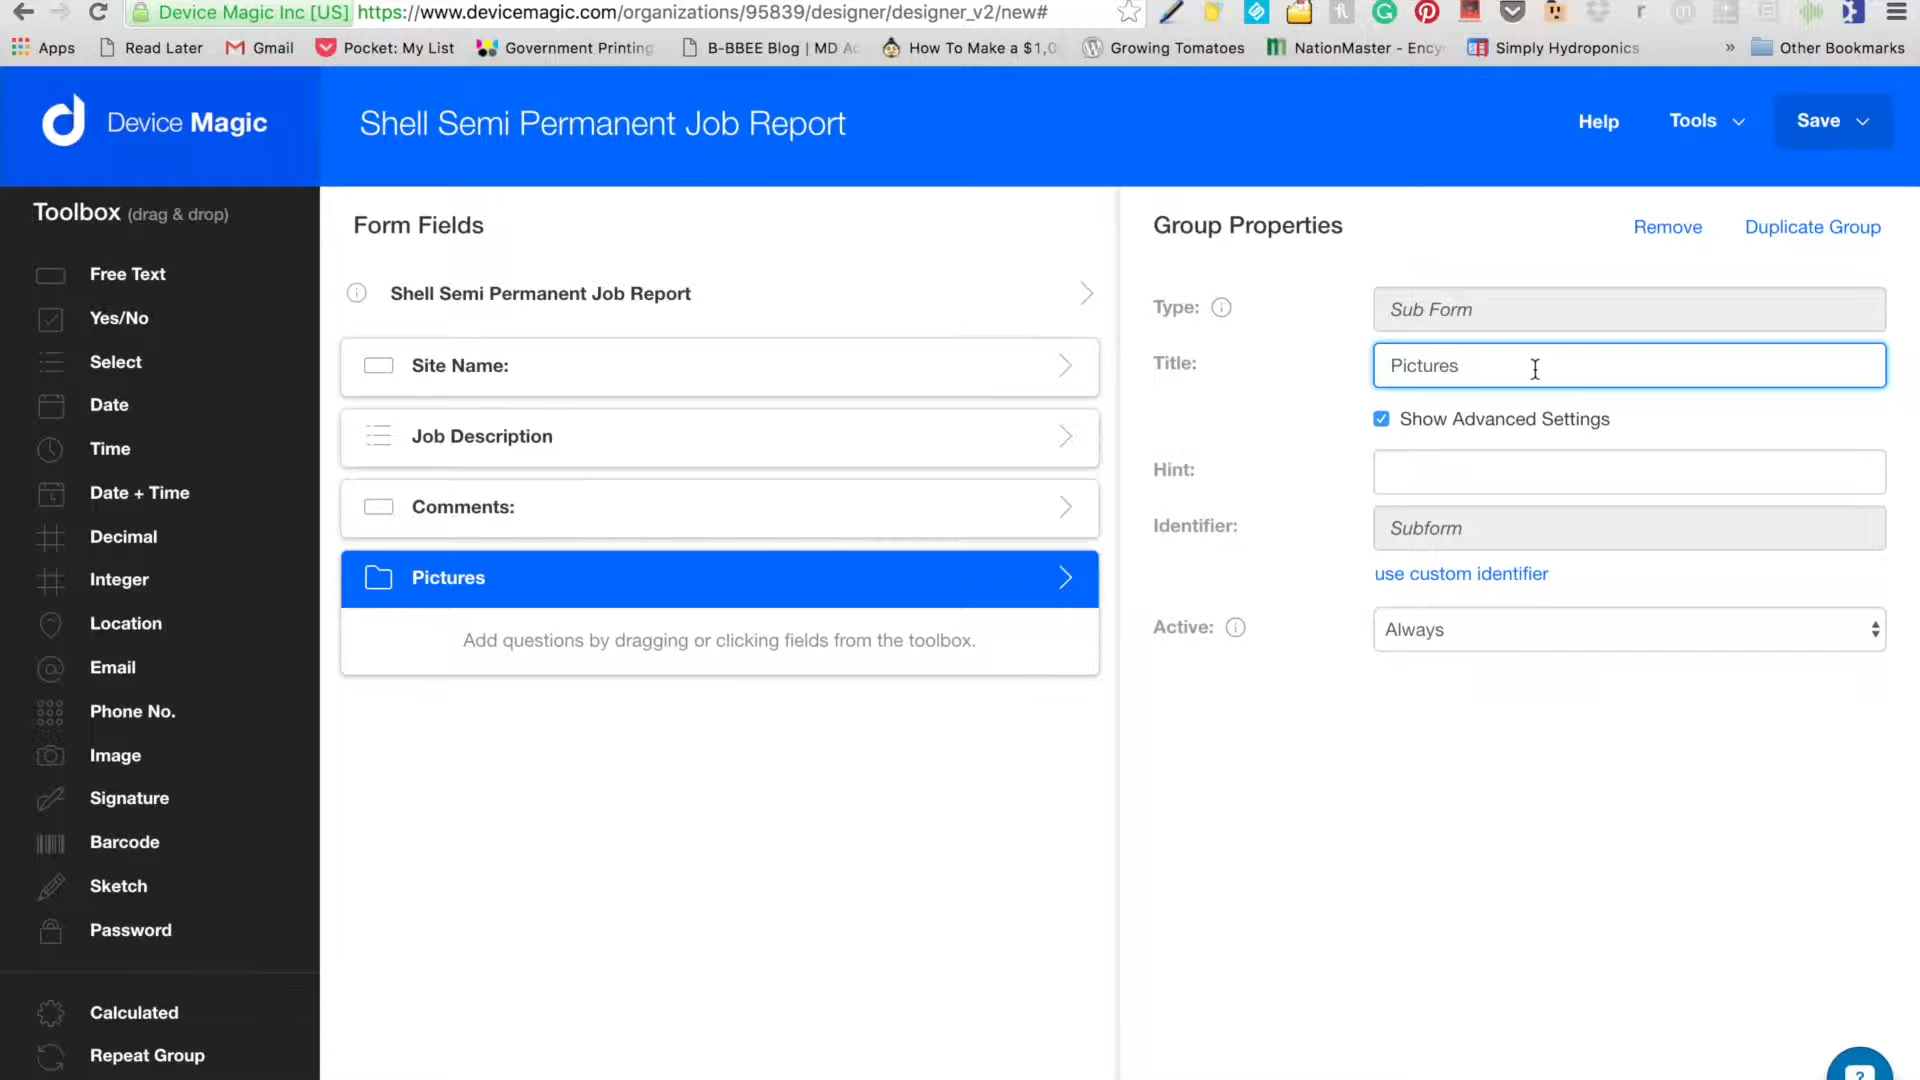 Device Magic Inc [US] https://www.devicemagic.com/organizations/95839/designer/designer_v2/new#
Apps Read Later Gmail Pocket: My List Government Printing B-BBEE Blog | MD A How To Make a $1,0 Growing Tomatoes NationMaster - Ency Simply Hydroponics » Other Bookmarks
Device Magic
Shell Semi Permanent Job Report
Help
Tools
Save
Toolbox (drag & drop)
Free Text
Yes/No
Select
Date
Time
Date + Time
Decimal
Integer
Location
Email
Phone No.
Image
Signature
Barcode
Sketch
Password
Calculated
Repeat Group
Form Fields
Shell Semi Permanent Job Report
Site Name:
Job Description
Comments:
Pictures
Add questions by dragging or clicking fields from the toolbox.
Group Properties
Remove
Duplicate Group
Type: Sub Form
Title: Pictures
Show Advanced Settings
Hint:
Identifier: Subform
use custom identifier
Active: Always
?